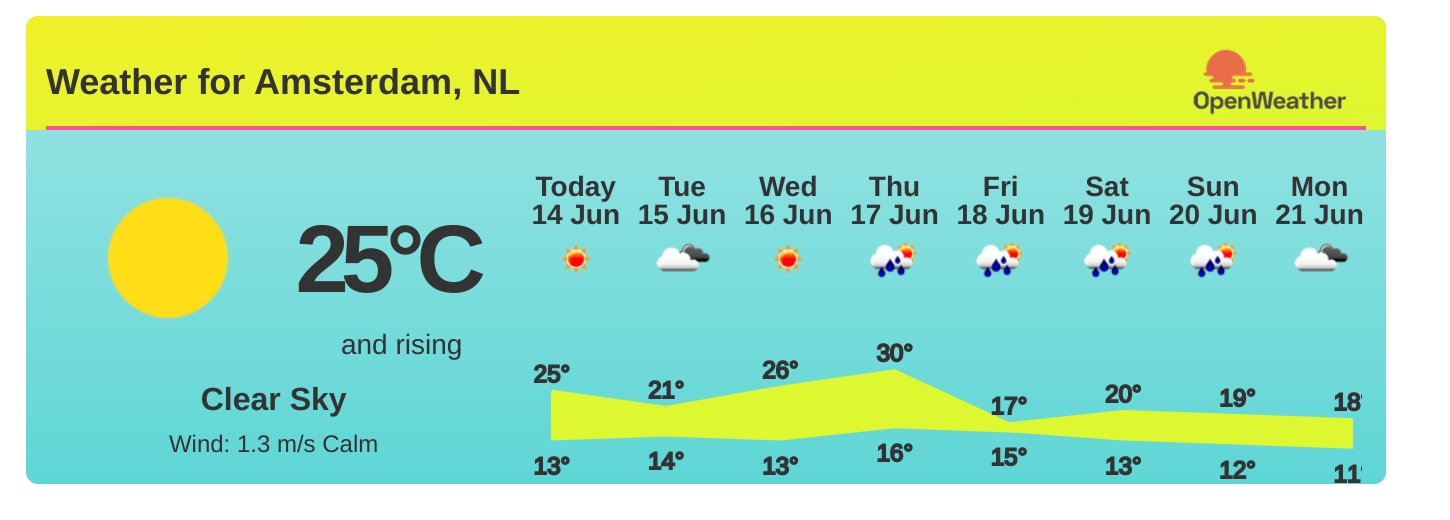 Weather for Amsterdam, NL
OpenWeather
25°C
and rising
Clear Sky
Wind: 1.3 m/s Calm
Today Tue Wed Thu Fri Sat Sun Mon
14 Jun 15 Jun 16 Jun 17 Jun 18 Jun 19 Jun 20 Jun 21 Jun
25° 21° 26° 30° 17° 20° 19° 18°
13° 14° 13° 16° 15° 13° 12° 11°